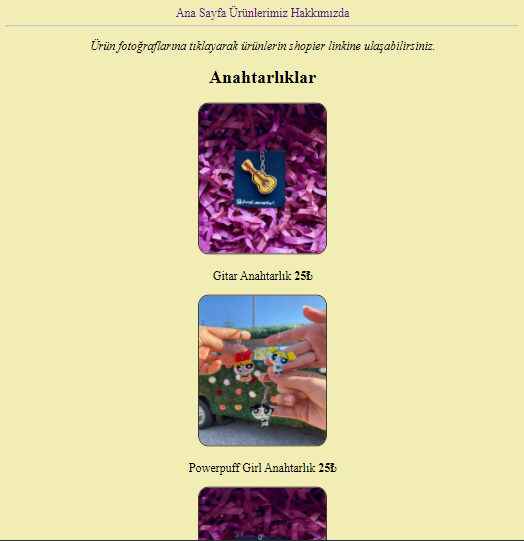 Ana Sayfa Ürünlerimiz Hakkımızda
Ürün fotoğraflarına tıklayarak ürünlerin shopier linkine ulaşabilirsiniz.
Anahtarlıklar
Gitar Anahtarlık 25₺
Powerpuff Girl Anahtarlık 25₺